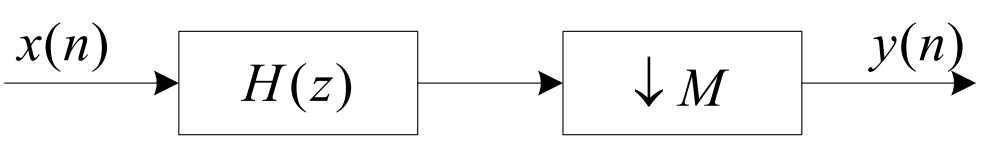 x(n) H(z) ↓ M y(n)